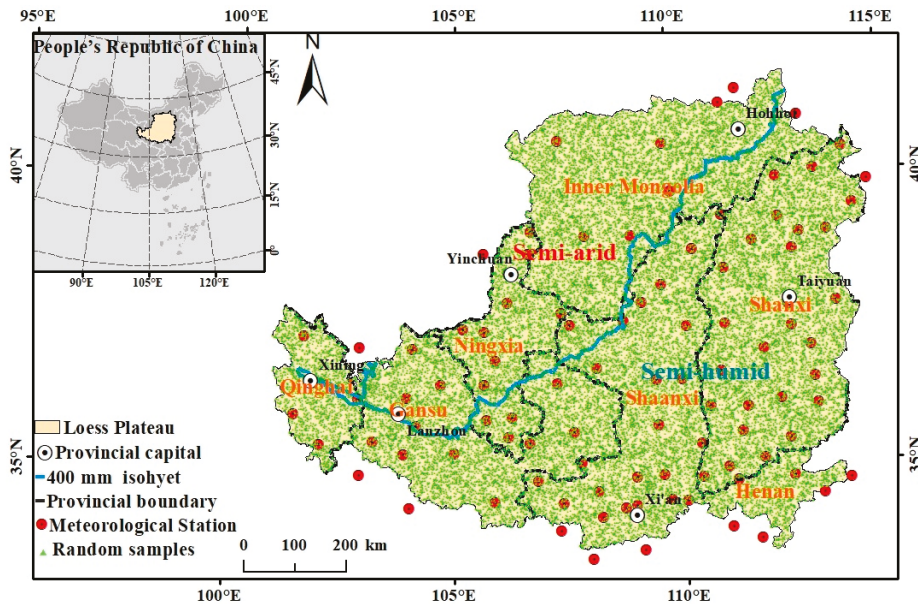 95°E
100°E
105°E
110°E
115°E
People's Republic of China
45°N
30°N
15°N
0°
90°E
105°E
120°E
N
40°N
40°N
Hohhot
Inner Mongolia
Semi-arid
Yinchuan
Taiyuan
Shanxi
Ningxia
Xining
Semi-humid
Qinghai
Gansu
Shaanxi
Lanzhou
35°N
35°N
Henan
Xi'an
Loess Plateau
Provincial capital
400 mm isohyet
Provincial boundary
Meteorological Station
Random samples
0 100 200 km
100°E
105°E
110°E